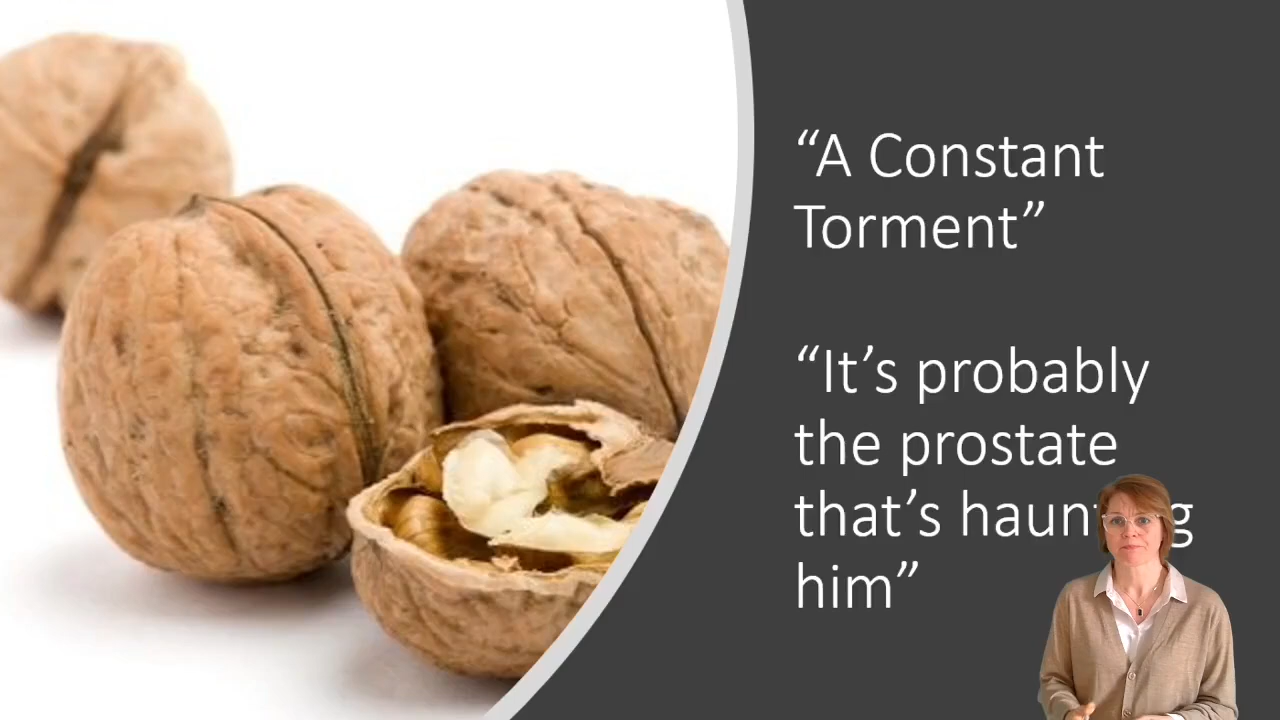 “A Constant
Torment”
“It’s probably
the prostate
that’s
him”